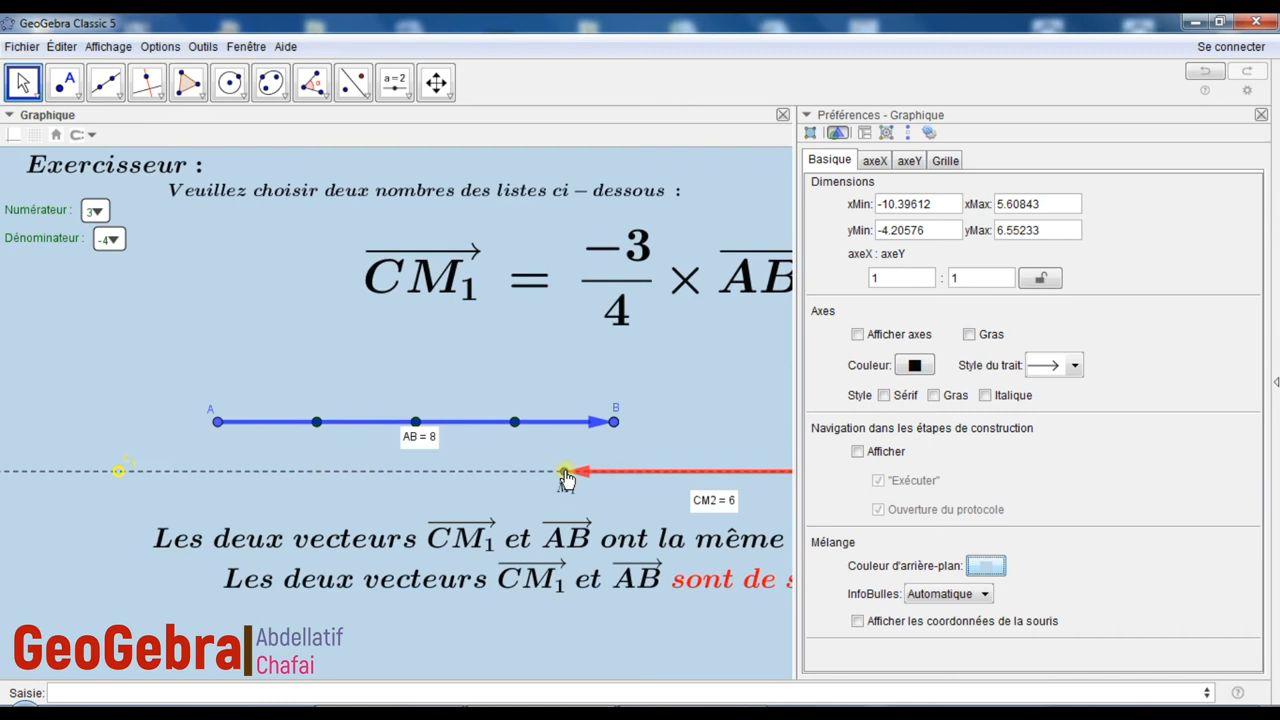 GeoGebra Classic 5
Fichier Éditer Affichage Options Outils Fenêtre Aide Se connecter
A a=2
Graphique
Préférences - Graphique
Exercisseur :
Veuillez choisir deux nombres des listes ci-dessous :
Numérateur : 3
Dénominateur : -4
CM1 = -3/4 × AB
A B
AB = 8
CM2 = 6
Les deux vecteurs CM1 et AB ont la même
Les deux vecteurs CM1 et AB sont de s
GeoGebra
Abdellatif
Chafai
Basique axeX axeY Grille
Dimensions
xMin: -10.39612 xMax: 5.60843
yMin: -4.20576 yMax: 6.55233
axeX : axeY
1 : 1
Axes
Afficher axes Gras
Couleur: Style du trait:
Style Sérif Gras Italique
Navigation dans les étapes de construction
Afficher
"Exécuter"
Ouverture du protocole
Mélange
Couleur d'arrière-plan:
InfoBulles: Automatique
Afficher les coordonnées de la souris
Saisie: